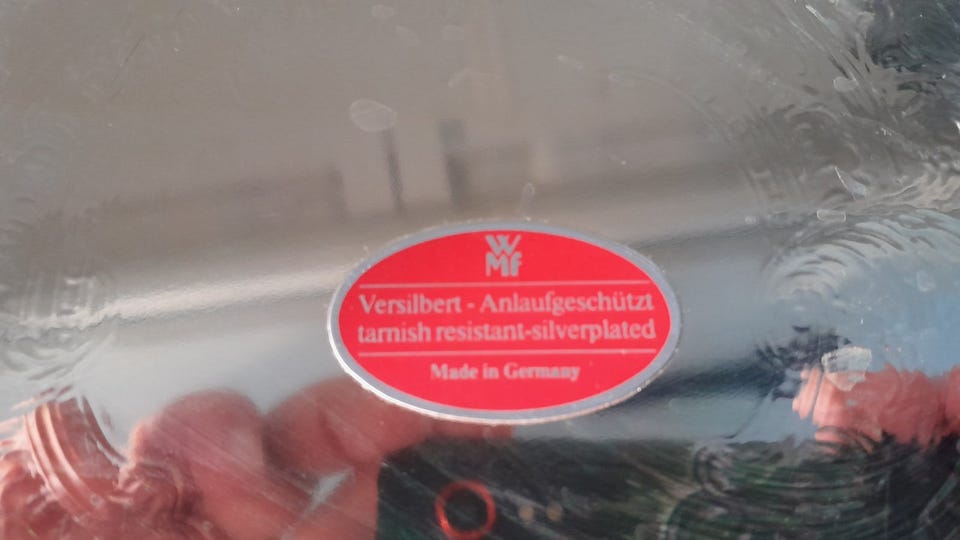 WMF
Versilbert - Anlaufgeschützt
tarnish resistant-silverplated
Made in Germany